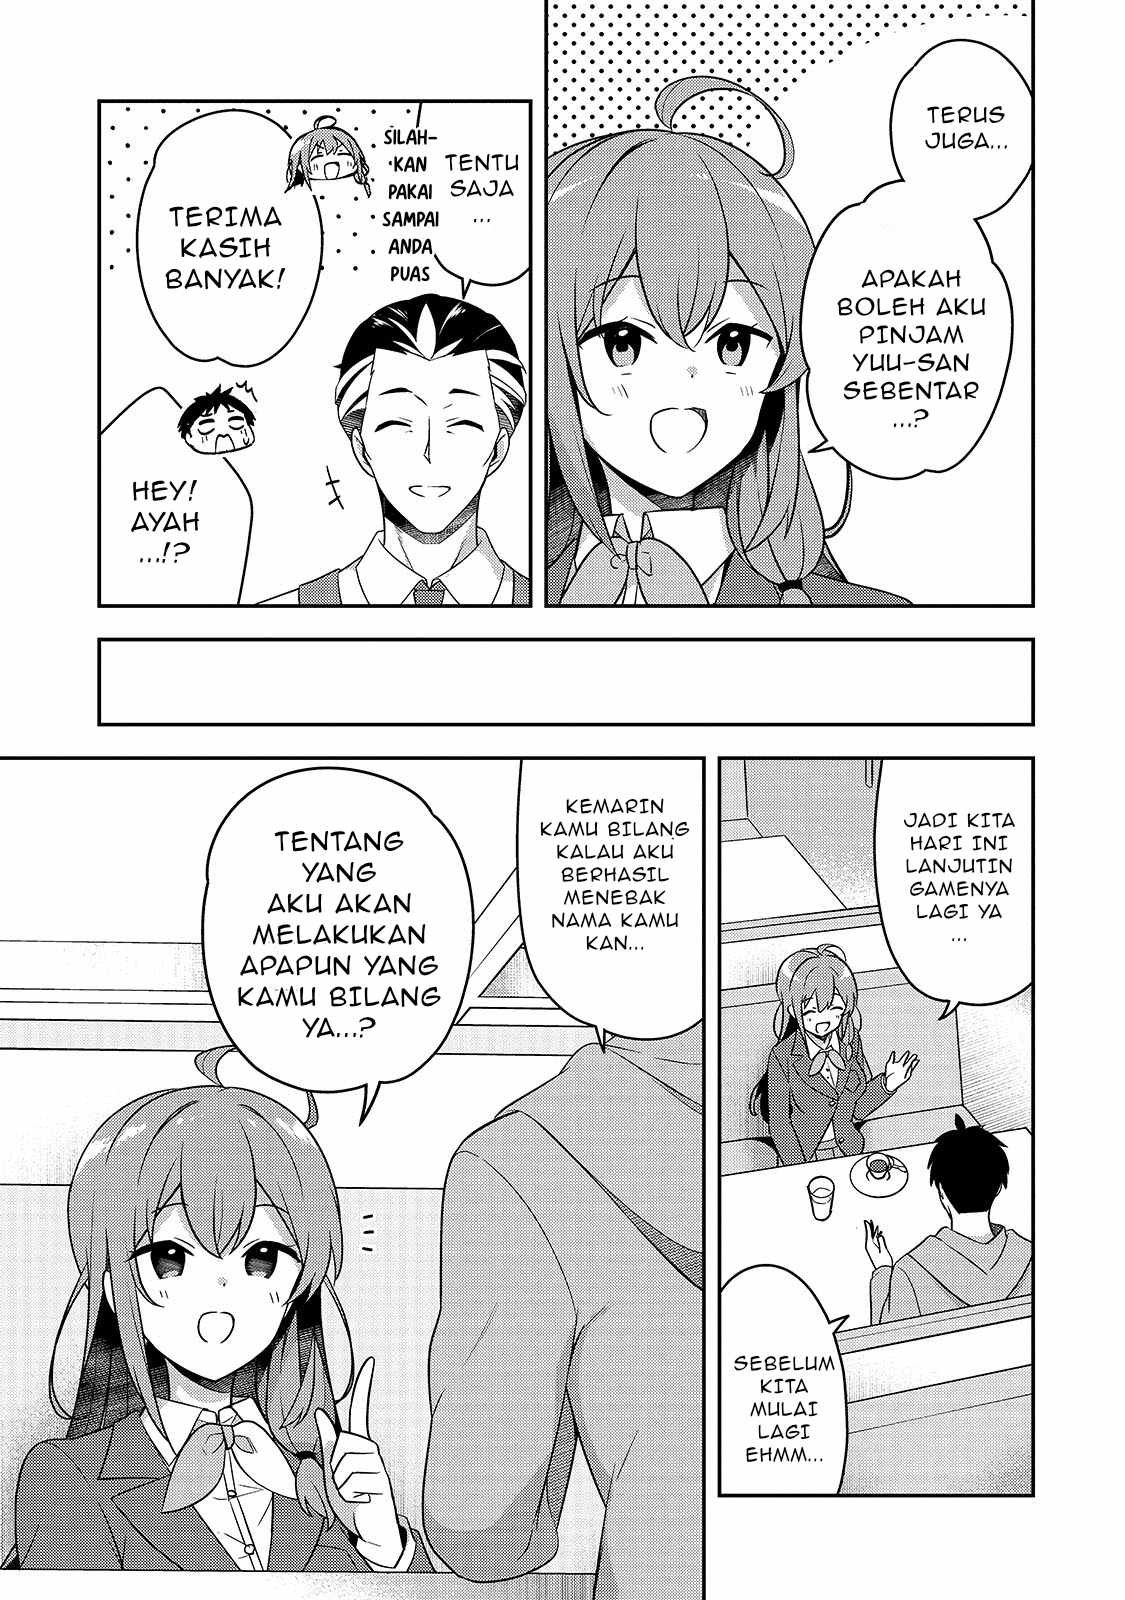 TERUS
JUGA...
APAKAH
BOLEH AKU
PINJAM
YUU-SAN
SEBENTAR
...?
TENTU
SAJA
...
SILAH-
KAN
PAKAI
SAMPAI
ANDA
PUAS
TERIMA
KASIH
BANYAK!
HEY!
AYAH
...!?
JADI KITA
HARI INI
LANJUTIN
GAMENYA
LAGI YA
...
SEBELUM
KITA
MULAI
LAGI
EHMM...
KEMARIN
KAMU BILANG
KALAU AKU
BERHASIL
MENEBAK
NAMA KAMU
KAN...
TENTANG
YANG
AKU AKAN
MELAKUKAN
APAPUN YANG
KAMU BILANG
YA...?